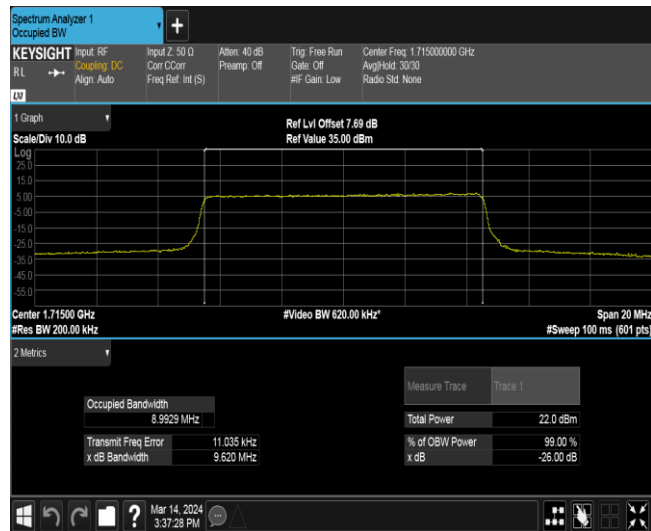 Spectrum Analyzer 1
Occupied BW
+
KEYSIGHT Input: RF Input Z: 50 Ω Atten: 40 dB Trig: Free Run Center Freq: 1.715000000 GHz
RL Coupling: DC Corr CCorr Preamp: Off Gate: Off Avg|Hold: 30/30
Align: Auto Freq Ref: Int (S) #IF Gain: Low Radio Std: None
LXI
1 Graph
Ref Lvl Offset 7.69 dB
Scale/Div 10.0 dB Ref Value 35.00 dBm
Log
25.0
15.0
5.00
-5.00
-15.0
-25.0
-35.0
-45.0
-55.0
Center 1.71500 GHz #Video BW 620.00 kHz* Span 20 MHz
#Res BW 200.00 kHz #Sweep 100 ms (601 pts)
2 Metrics
Measure Trace Trace 1
Occupied Bandwidth
8.9929 MHz
Total Power 22.0 dBm
Transmit Freq Error 11.035 kHz % of OBW Power 99.00 %
x dB Bandwidth 9.620 MHz x dB -26.00 dB
? Mar 14, 2024
3:37:28 PM